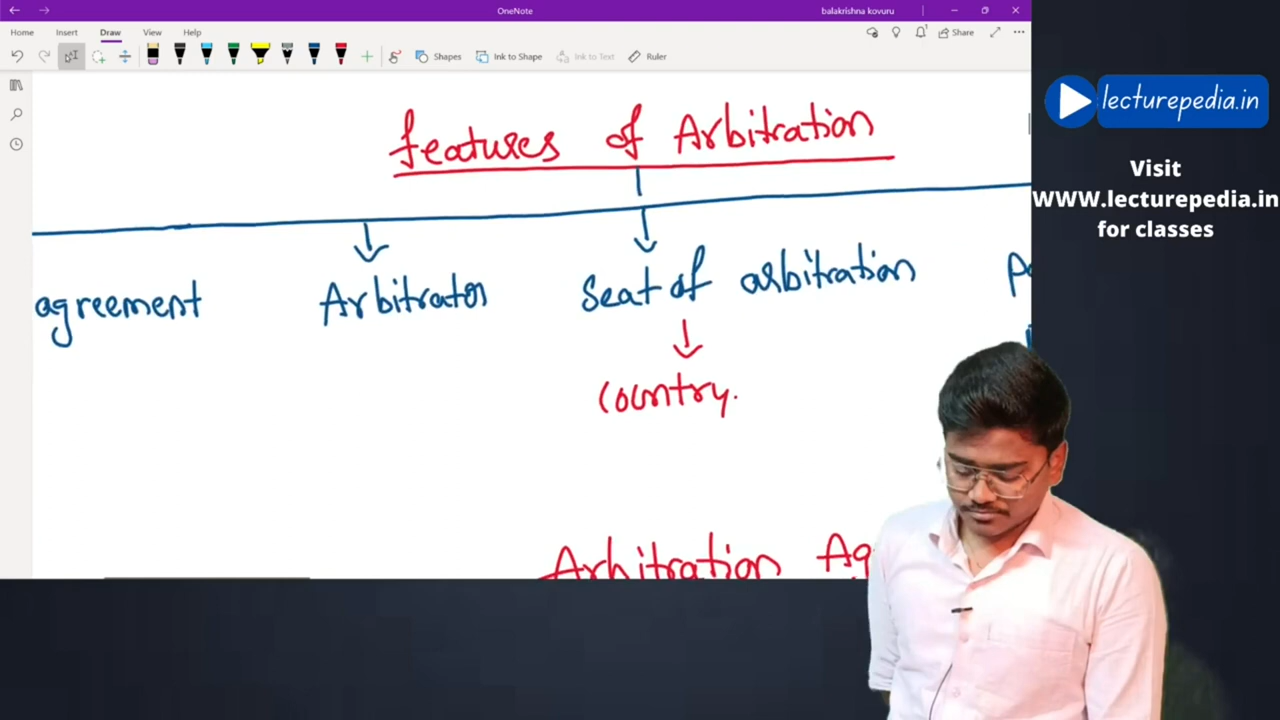 OneNote
balakrishna kovuru
Home Insert Draw View Help
Share
Shapes Ink to Shape Ink to Text Ruler
lecturepedia.in
Visit
WWW.lecturepedia.in
for classes
features of Arbitration
agreement Arbitrator Seat of arbitration
Country.
Arbitration